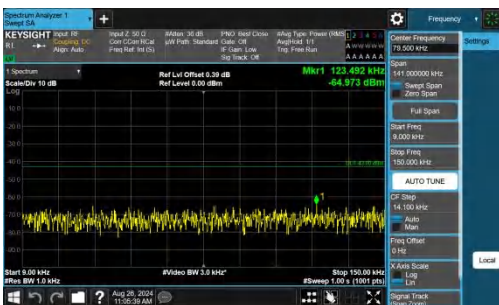 Spectrum Analyzer 1
Swept SA
+
Frequency
KEYSIGHT Input: RF
RL
Coupling: DC
Align: Auto
Input Z: 50 Ω
Corr CCorr RCal
Freq Ref: Int (S)
#Atten: 30 dB
µW Path: Standard
PNO: Best Close
Gate: Off
IF Gain: Low
Sig Track: Off
#Avg Type: Power (RMS)
Avg|Hold: 1/1
Trig: Free Run
1 Spectrum
Scale/Div 10 dB
Log
Ref Lvl Offset 0.39 dB
Ref Level 0.00 dBm
Mkr1 123.492 kHz
-64.973 dBm
1
Start 9.00 kHz
#Res BW 1.0 kHz
#Video BW 3.0 kHz*
Stop 150.00 kHz
#Sweep 1.00 s (1001 pts)
Aug 28, 2024
11:05:39 AM
Center Frequency
79.500 kHz
Settings
Span
141.000000 kHz
Swept Span
Zero Span
Full Span
Start Freq
9.000 kHz
Stop Freq
150.000 kHz
AUTO TUNE
CF Step
14.100 kHz
Auto
Man
Freq Offset
0 Hz
X Axis Scale
Log
Lin
Local
Signal Track
(Span Zoom)